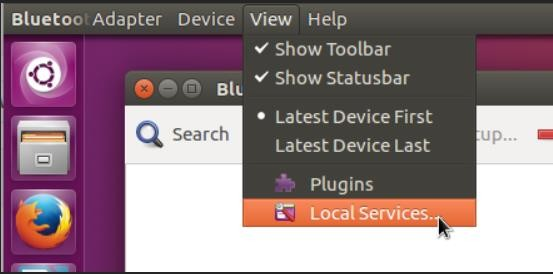 Bluetoo Adapter Device View Help
Show Toolbar
Show Statusbar
Latest Device First
Latest Device Last
Plugins
Local Services...
Blu
Search
tup...